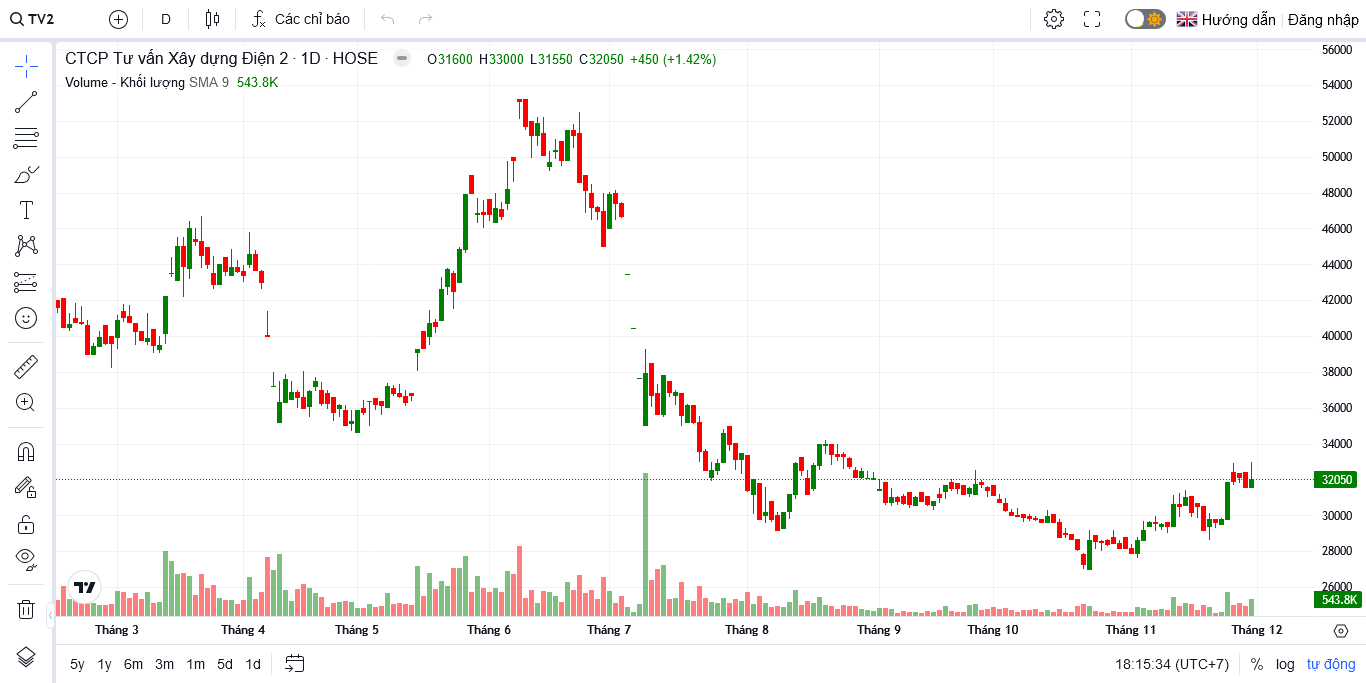 TV2 D Các chỉ báo Hướng dẫn Đăng nhập
CTCP Tư vấn Xây dựng Điện 2 · 1D · HOSE O31600 H33000 L31550 C32050 +450 (+1.42%)
Volume - Khối lượng SMA 9 543.8K
56000
54000
52000
50000
48000
46000
44000
42000
40000
38000
36000
34000
32050
30000
28000
26000
543.8K
Tháng 3 Tháng 4 Tháng 5 Tháng 6 Tháng 7 Tháng 8 Tháng 9 Tháng 10 Tháng 11 Tháng 12
5y 1y 6m 3m 1m 5d 1d 18:15:34 (UTC+7) % log tự động